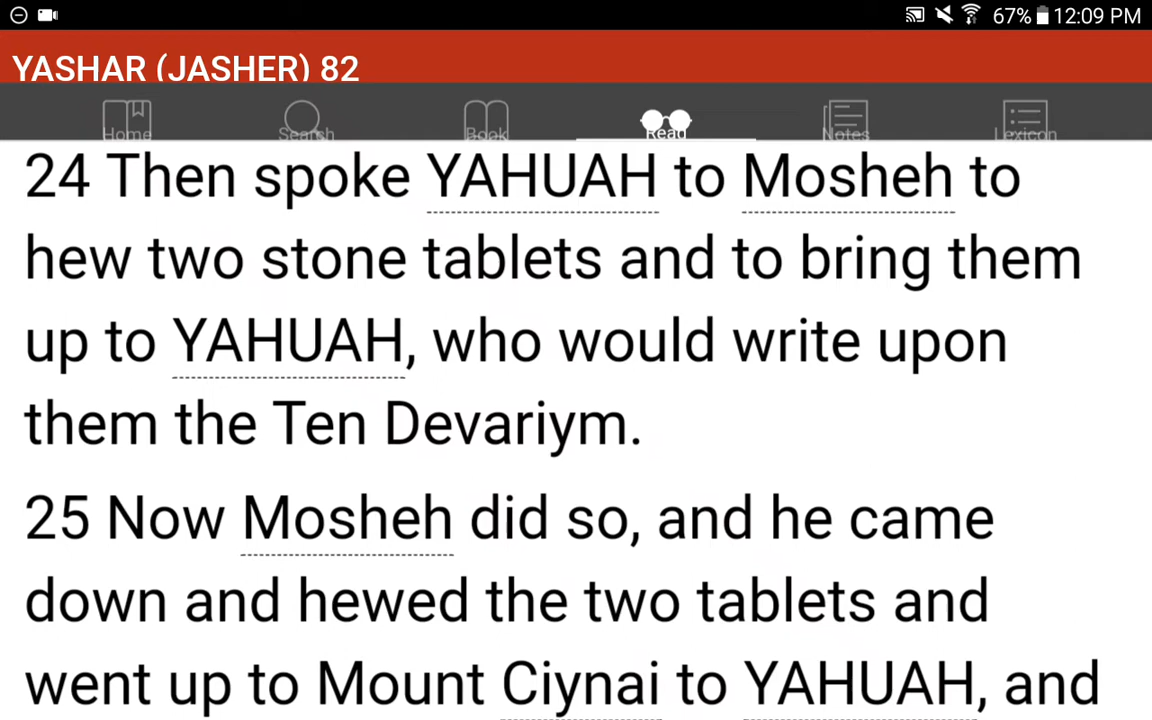 67% 12:09 PM
YASHAR (JASHER) 82
Home Search Book Read Notes Lexicon
24 Then spoke YAHUAH to Mosheh to
hew two stone tablets and to bring them
up to YAHUAH, who would write upon
them the Ten Devariym.
25 Now Mosheh did so, and he came
down and hewed the two tablets and
went up to Mount Ciynai to YAHUAH, and